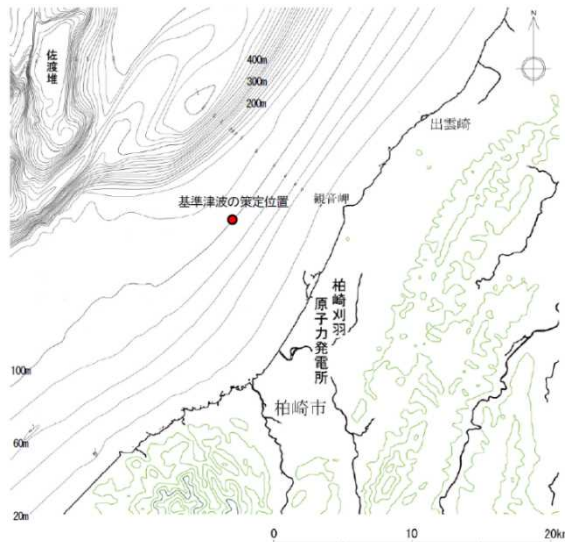 N
佐渡堆
400m
300m
200m
出雲崎
基準津波の策定位置
観音岬
柏崎刈羽
原子力発電所
100m
柏崎市
60m
20m
0 10 20km